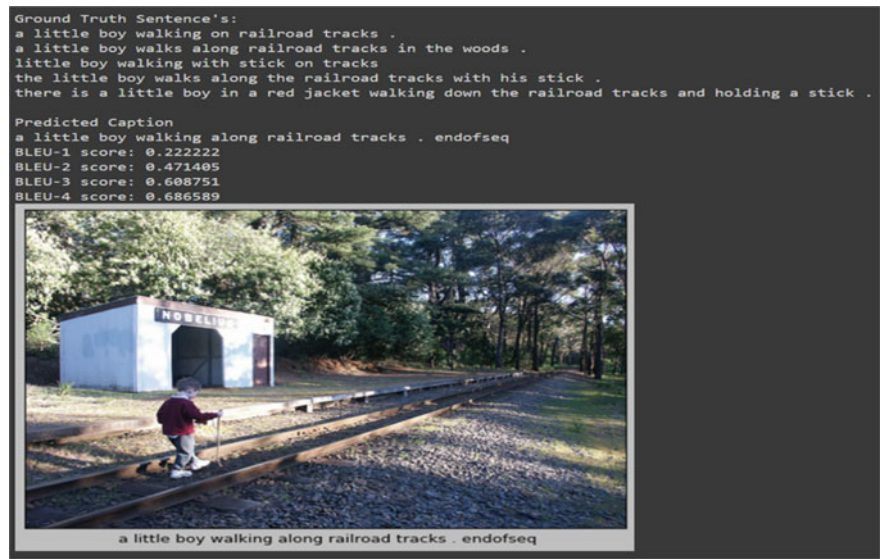 Ground Truth Sentence's:
a little boy walking on railroad tracks .
a little boy walks along railroad tracks in the woods .
little boy walking with stick on tracks
the little boy walks along the railroad tracks with his stick .
there is a little boy in a red jacket walking down the railroad tracks and holding a stick .
Predicted Caption
a little boy walking along railroad tracks . endofseq
BLEU-1 score: 0.222222
BLEU-2 score: 0.471405
BLEU-3 score: 0.608751
BLEU-4 score: 0.686589
NOBELIUS
a little boy walking along railroad tracks . endofseq